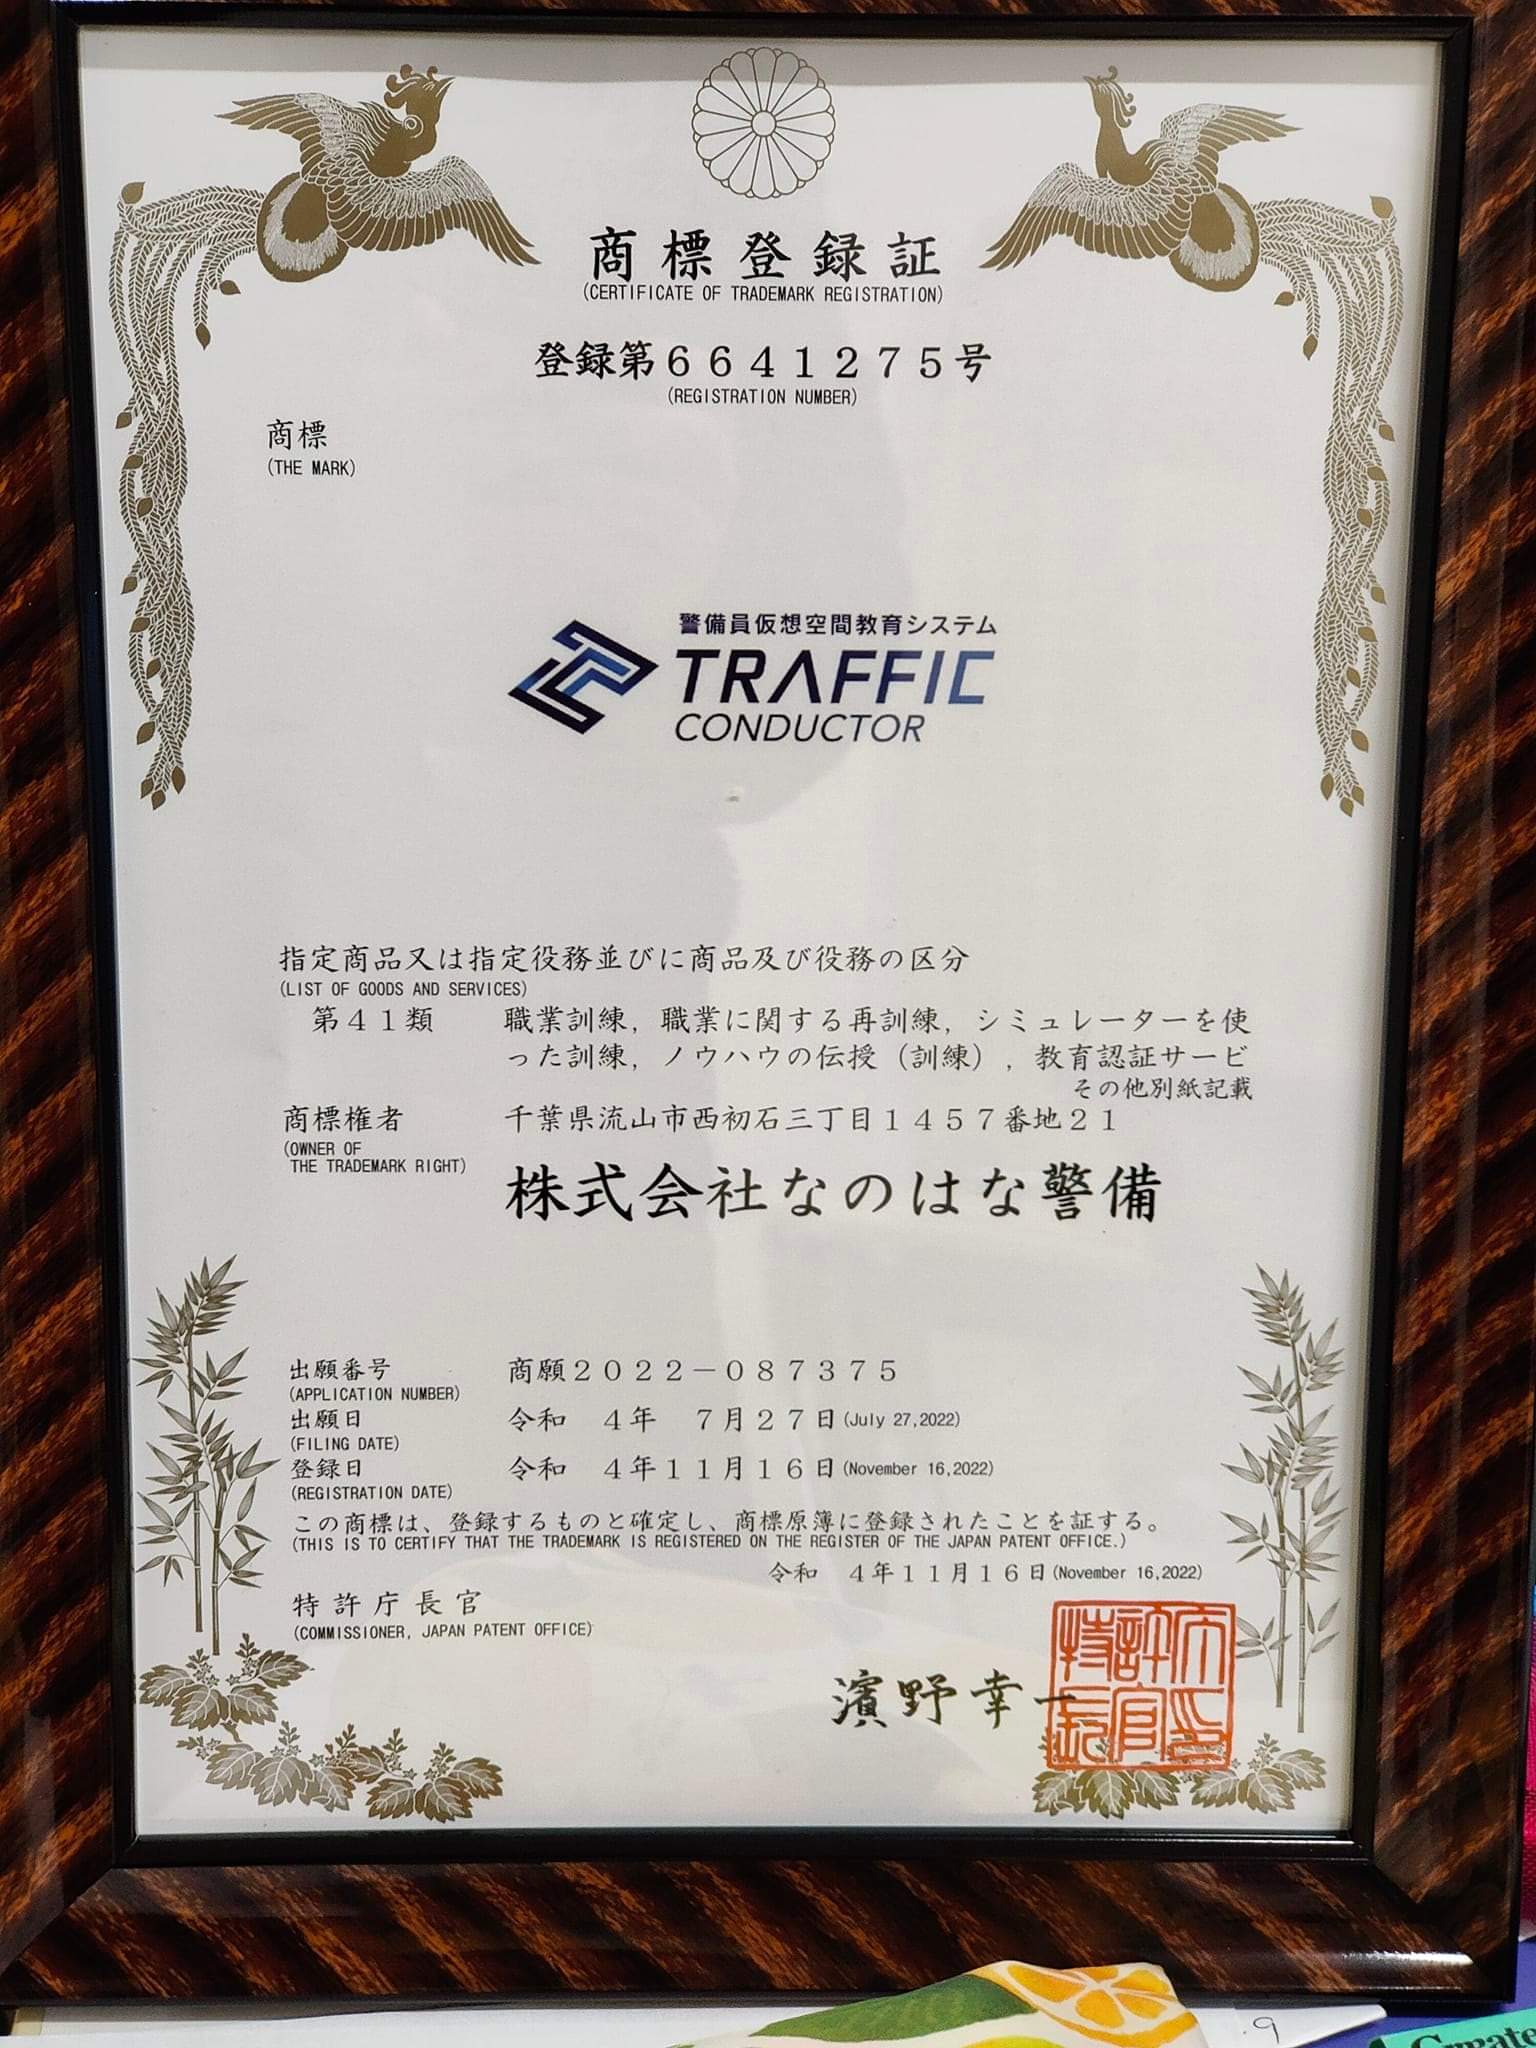 商標登録証
(CERTIFICATE OF TRADEMARK REGISTRATION)
登録第6641275号
(REGISTRATION NUMBER)
商標
(THE MARK)
警備員仮想空間教育システム
TRAFFIC
CONDUCTOR
指定商品又は指定役務並びに商品及び役務の区分
(LIST OF GOODS AND SERVICES)
第41類 職業訓練,職業に関する再訓練,シミュレーターを使
った訓練,ノウハウの伝授(訓練),教育認証サービ
その他別紙記載
商標権者 千葉県流山市西初石三丁目1457番地21
(OWNER OF
THE TRADEMARK RIGHT)
株式会社なのはな警備
出願番号 商願2022-087375
(APPLICATION NUMBER)
出願日 令和 4年 7月27日(July 27,2022)
(FILING DATE)
登録日 令和 4年11月16日(November 16,2022)
(REGISTRATION DATE)
この商標は、登録するものと確定し、商標原簿に登録されたことを証する。
(THIS IS TO CERTIFY THAT THE TRADEMARK IS REGISTERED ON THE REGISTER OF THE JAPAN PATENT OFFICE.)
令和 4年11月16日(November 16,2022)
特許庁長官
(COMMISSIONER, JAPAN PATENT OFFICE)
濱野幸一
特許庁長官之印
9